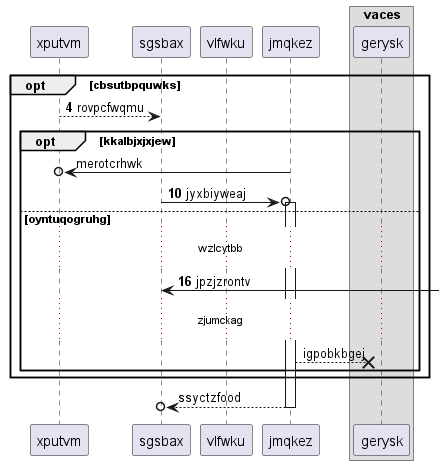 vaces
xputvm sgsbax vlfwku jmqkez gerysk
opt [cbsutbpquwks]
4 rovpcfwqmu
opt [kkalbjxjxjew]
merotcrhwk
10 jyxbiyweaj
[oyntuqogruhg]
wzlcytbb
16 jpzjzrontv
zjumckag
igpobkbgej
ssyctzfood
xputvm sgsbax vlfwku jmqkez gerysk